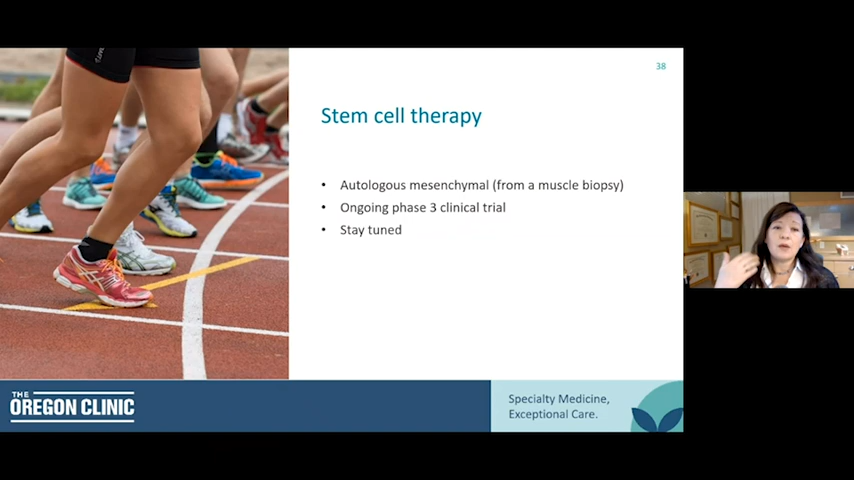 38
Stem cell therapy
• Autologous mesenchymal (from a muscle biopsy)
• Ongoing phase 3 clinical trial
• Stay tuned
THE
OREGON CLINIC
Specialty Medicine,
Exceptional Care.